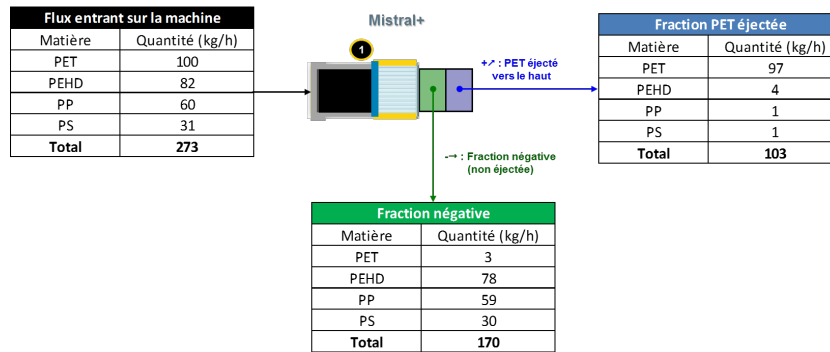 Flux entrant sur la machine
Matière Quantité (kg/h)
PET 100
PEHD 82
PP 60
PS 31
Total 273
Mistral+
1
+↗ : PET éjecté
vers le haut
Fraction PET éjectée
Matière Quantité (kg/h)
PET 97
PEHD 4
PP 1
PS 1
Total 103
-→ : Fraction négative
(non éjectée)
Fraction négative
Matière Quantité (kg/h)
PET 3
PEHD 78
PP 59
PS 30
Total 170